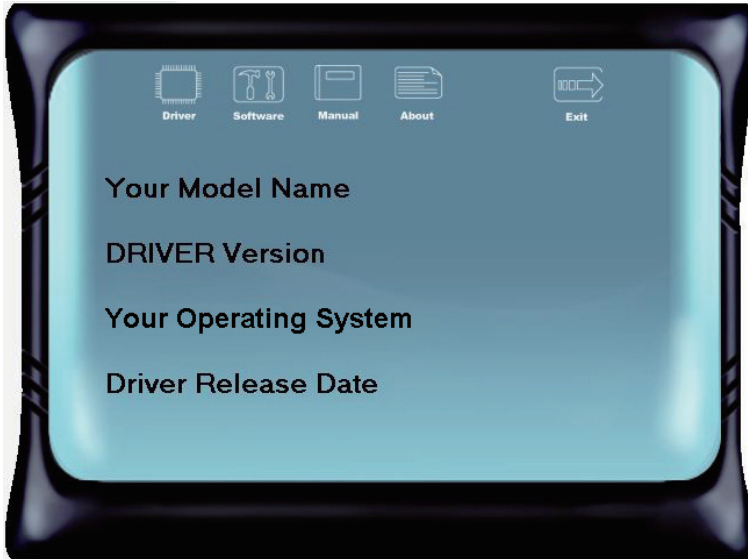 Driver Software Manual About Exit
Your Model Name
DRIVER Version
Your Operating System
Driver Release Date